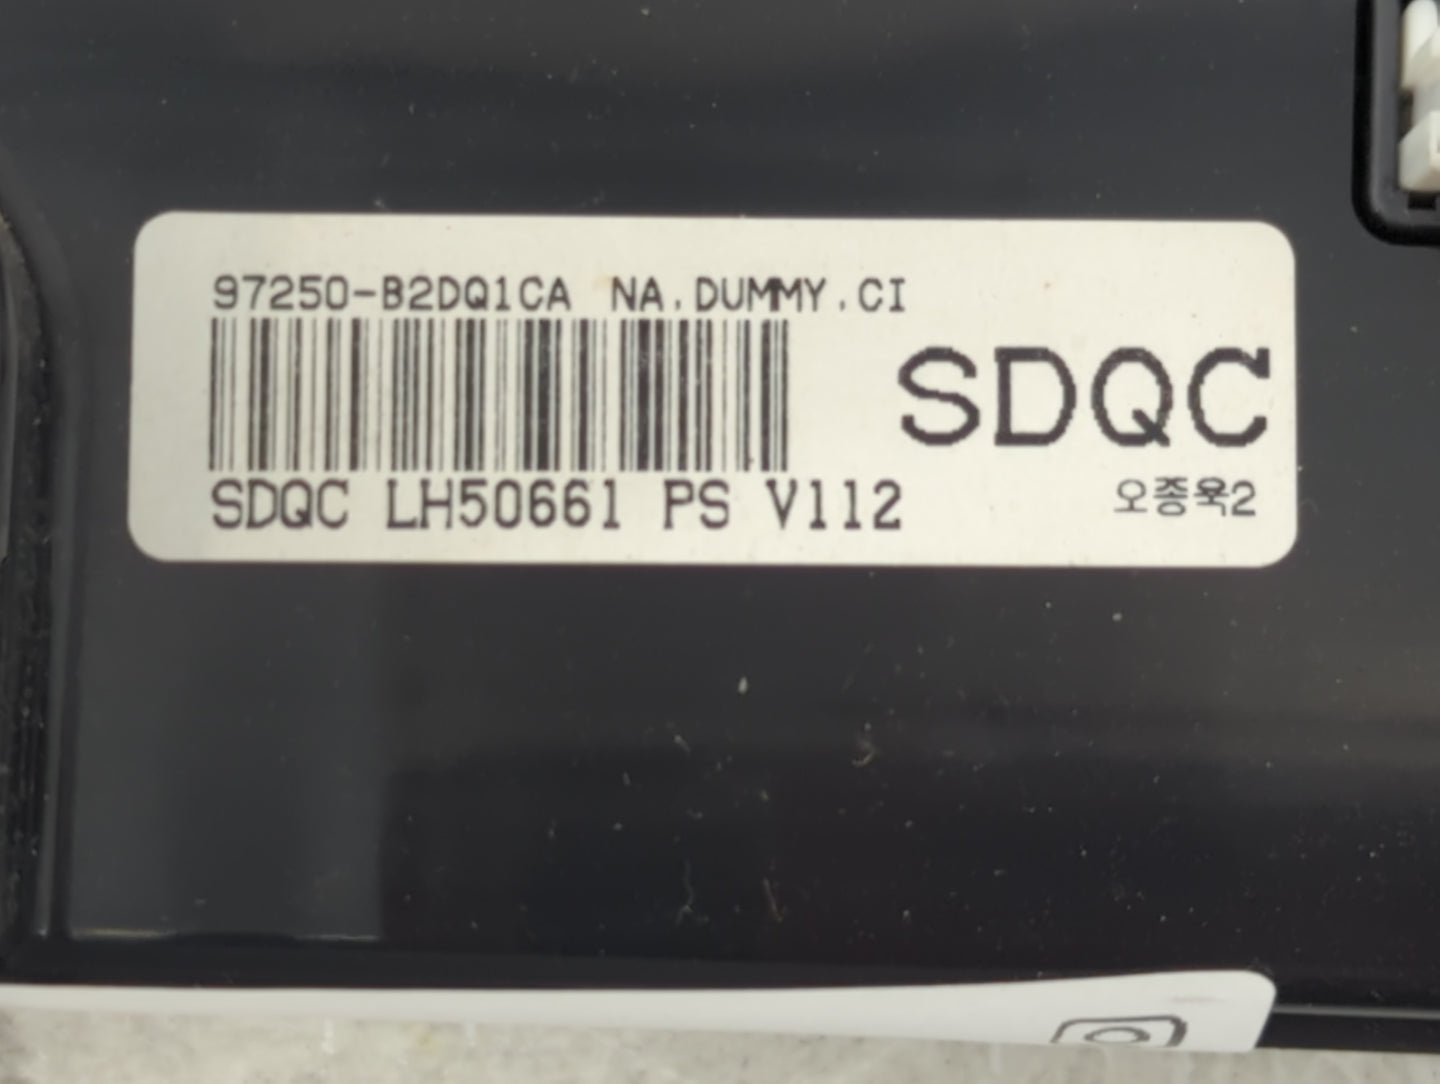 97250-B2DQ1CA NA.DUMMY.CI
SDQC
SDQC LH50661 PS V112
오종욱2